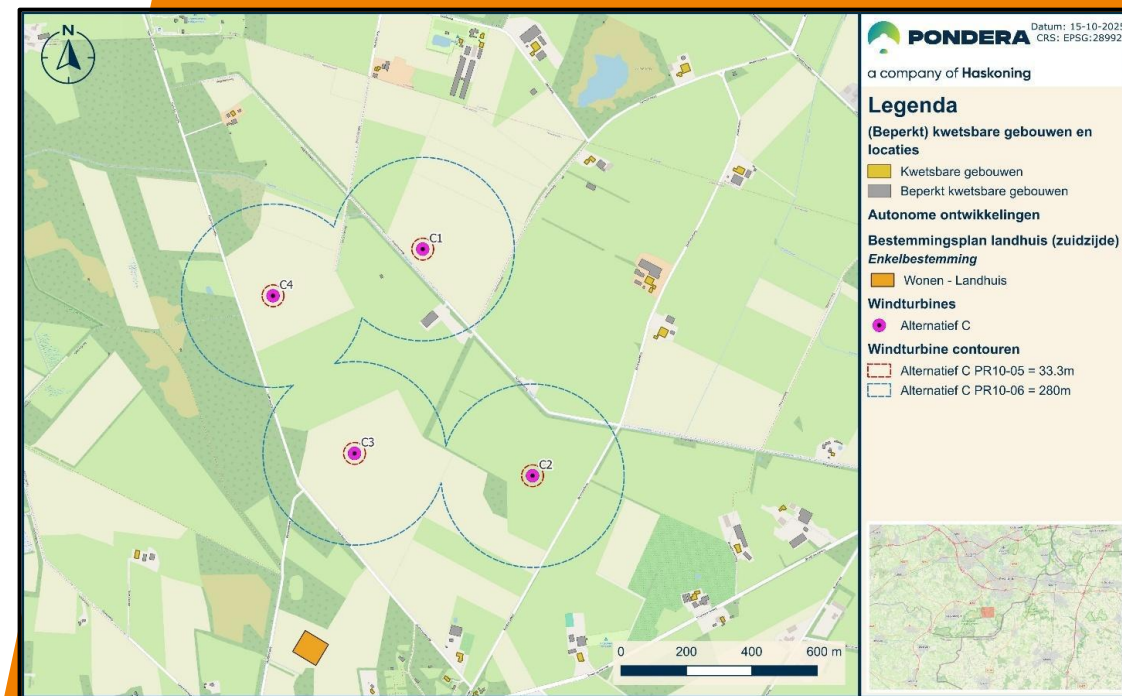 N
C1
C4
C3
C2
0 200 400 600 m
PONDERA
Datum: 15-10-2025
CRS: EPSG:28992
a company of Haskoning
Legenda
(Beperkt) kwetsbare gebouwen en
locaties
Kwetsbare gebouwen
Beperkt kwetsbare gebouwen
Autonome ontwikkelingen
Bestemmingsplan landhuis (zuidzijde)
Enkelbestemming
Wonen - Landhuis
Windturbines
Alternatief C
Windturbine contouren
Alternatief C PR10-05 = 33.3m
Alternatief C PR10-06 = 280m